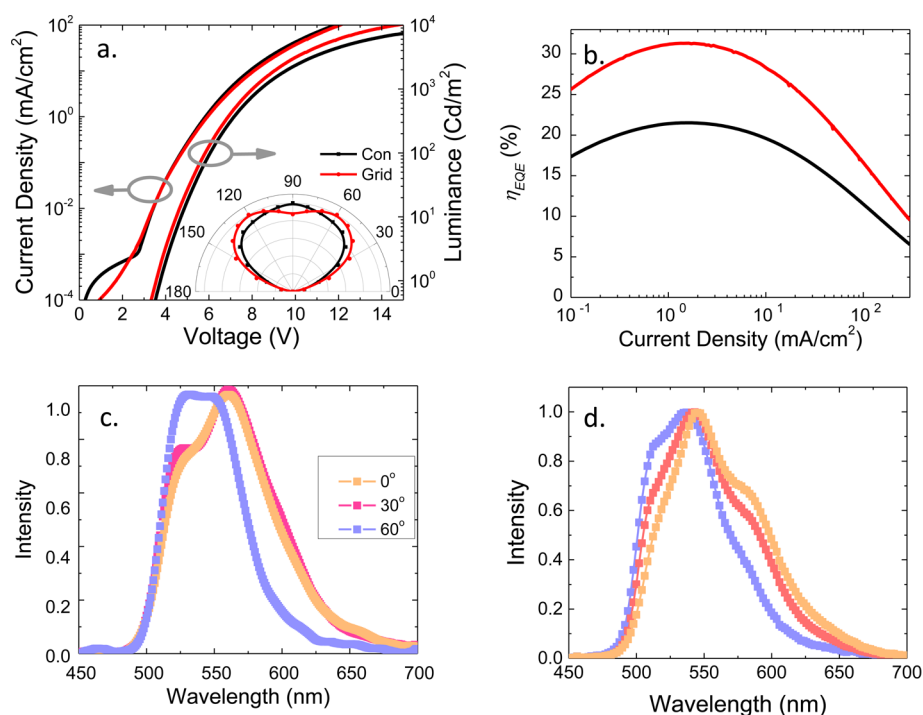 a.
Current Density (mA/cm²)
10²
10⁰
10⁻²
10⁻⁴
0 2 4 6 8 10 12 14
Voltage (V)
10⁴
10³
10²
10¹
10⁰
Luminance (Cd/m²)
Con
Grid
90
120 60
150 30
180 0
b.
η_EQE (%)
30
25
20
15
10
5
0
10⁻¹ 10⁰ 10¹ 10²
Current Density (mA/cm²)
c.
Intensity
1.0
0.8
0.6
0.4
0.2
0.0
450 500 550 600 650 700
Wavelength (nm)
0°
30°
60°
d.
Intensity
1.0
0.8
0.6
0.4
0.2
0.0
450 500 550 600 650 700
Wavelength (nm)